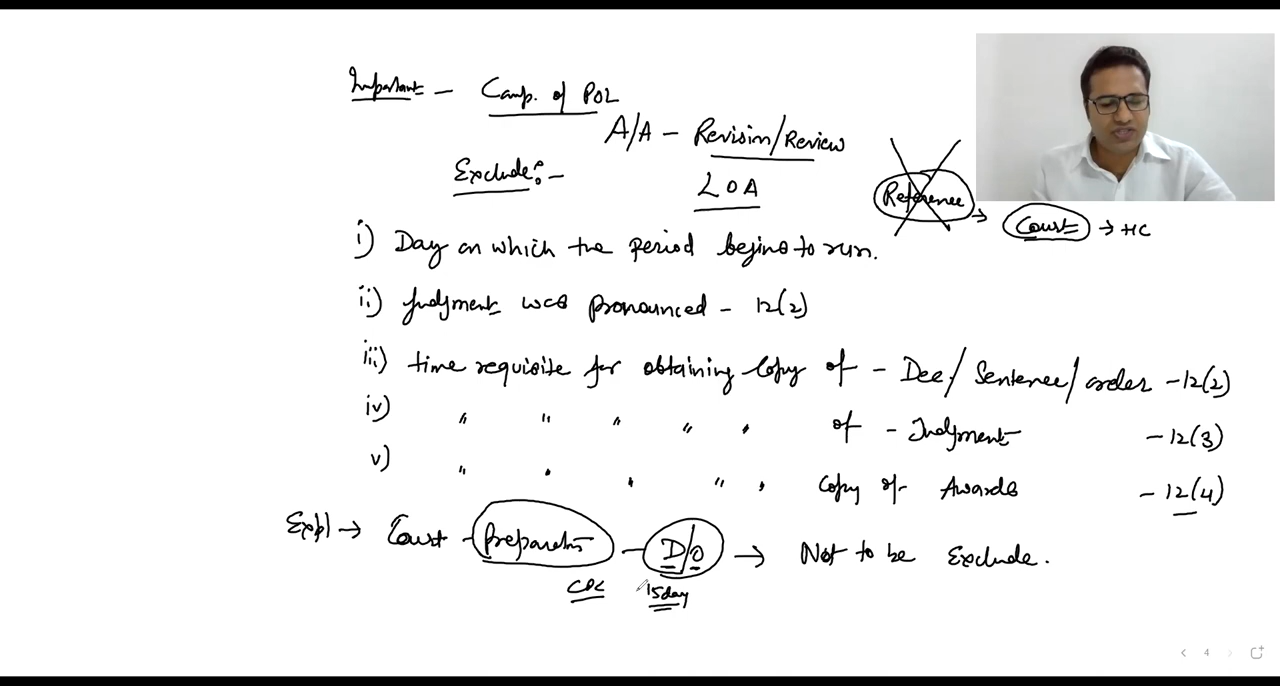 Important - Comp. of POL
A/A - Revision/Review
Exclude:- LOA
Reference → Court → HC
i) Day on which the period begins to run.
ii) Judgment was pronounced - 12(2)
iii) time requisite for obtaining Copy of - Dec/ Sentence/ order - 12(2)
iv) " " " " " of - Judgment - 12(3)
v) " " " " " Copy of Awards - 12(4)
Expl → Court - Preparation - D/O → Not to be Exclude.
CPC 15day
4